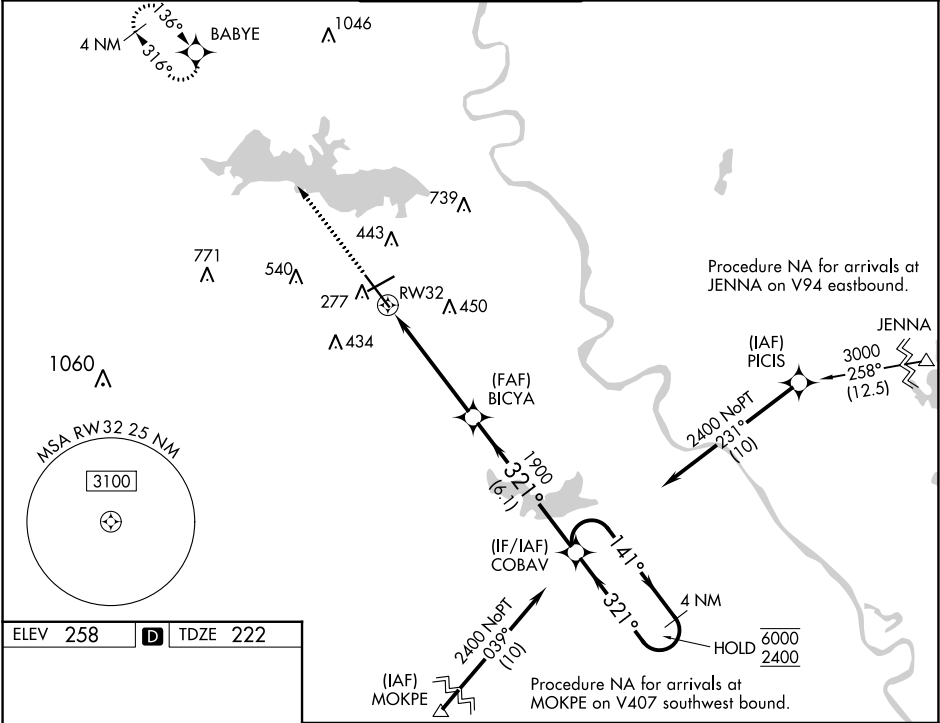 136°
BABYE
4 NM
316°
1046
739
443
771
540
277
RW32
450
434
1060
Procedure NA for arrivals at
JENNA on V94 eastbound.
JENNA
(IAF)
PICIS
3000
258°
(12.5)
2400 NoPT
231°
(10)
(FAF)
BICYA
MSA RW32 25 NM
3100
1900
321°
(6.1)
(IF/IAF)
COBAV
141°
321°
4 NM
HOLD 6000
2400
2400 NoPT
039°
(10)
(IAF)
MOKPE
Procedure NA for arrivals at
MOKPE on V407 southwest bound.
ELEV 258 D TDZE 222